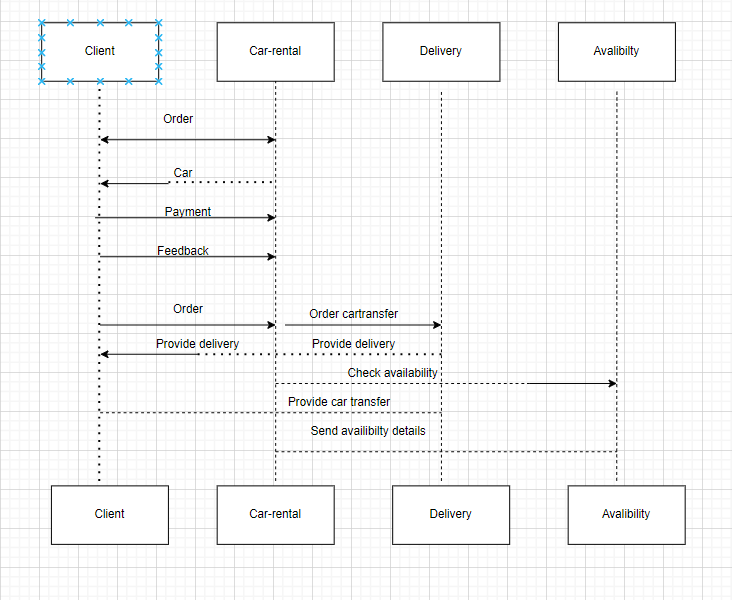 Client
Car-rental
Delivery
Avalibilty
Order
Car
Payment
Feedback
Order
Order cartransfer
Provide delivery
Provide delivery
Check availability
Provide car transfer
Send availibilty details
Client
Car-rental
Delivery
Avalibility